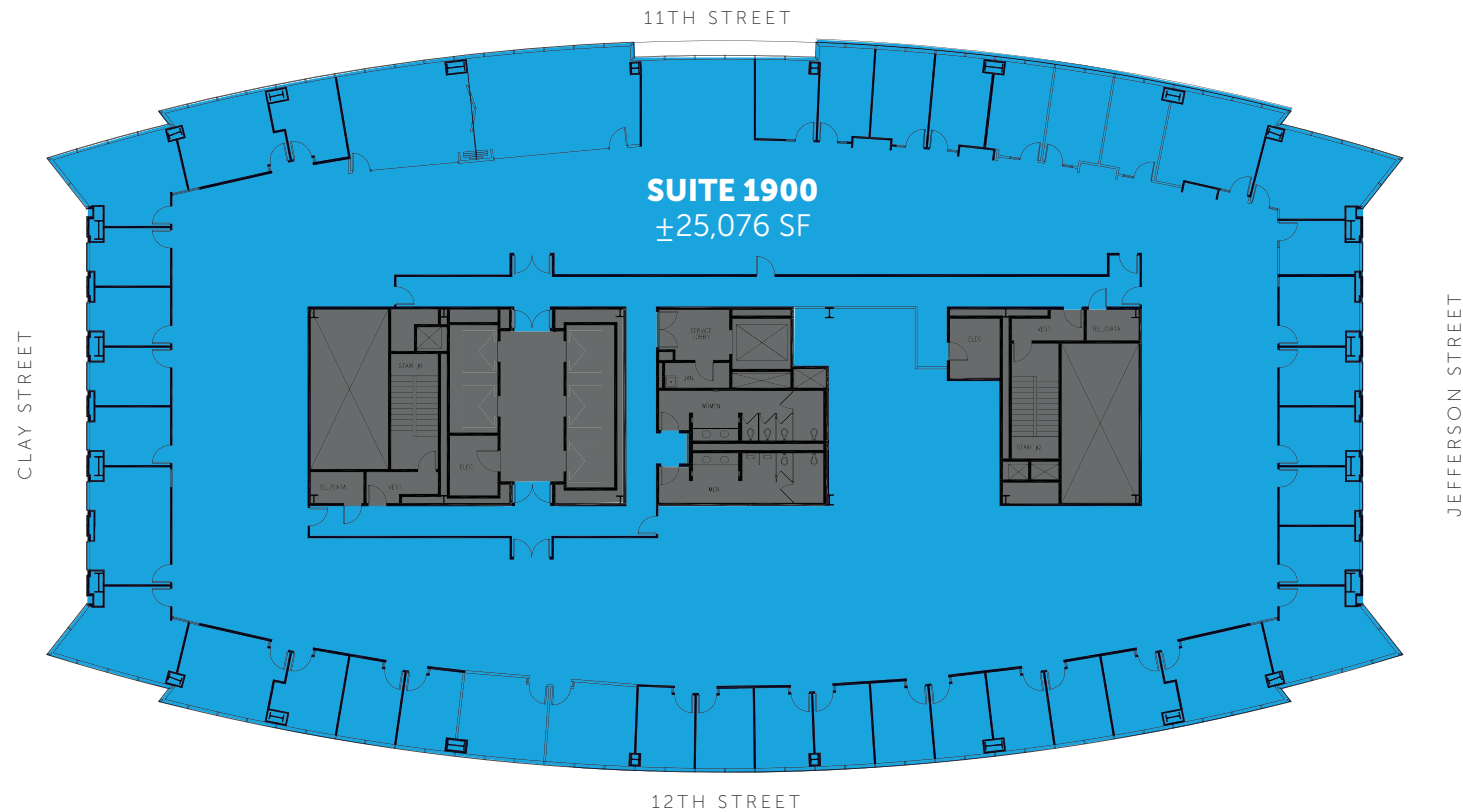 11TH STREET
SUITE 1900
±25,076 SF
CLAY STREET
JEFFERSON STREET
SERVICE
LOBBY
ELEC
VEST
TEL/DATA
STAIR #1
JAN
WOMEN
STAIR #2
ELEC
TEL/DATA
VEST
MEN
12TH STREET